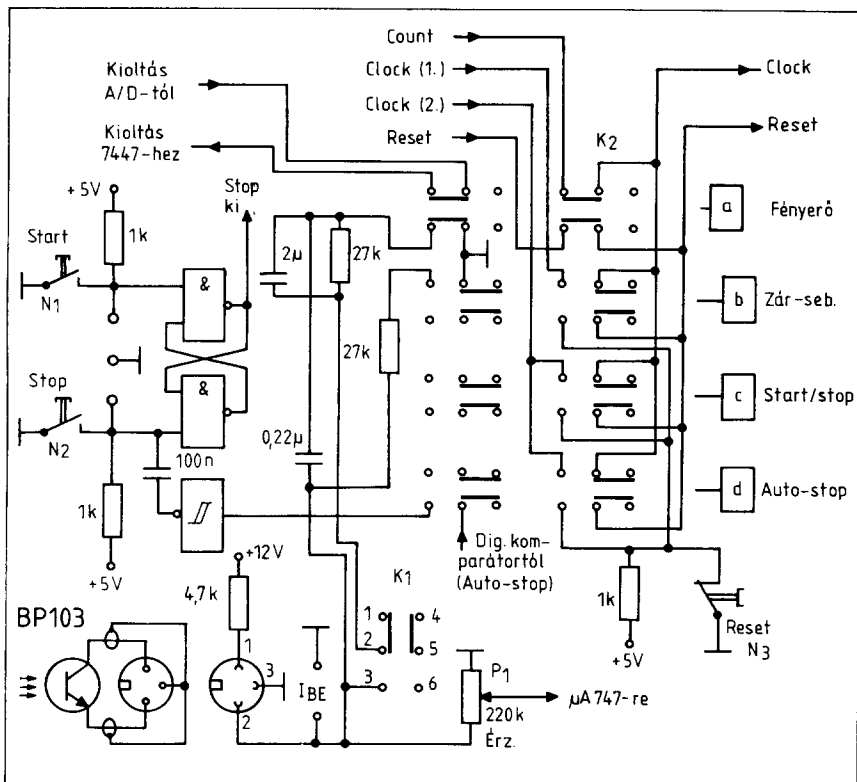 Count
Kioltás
A/D-tól
Clock (1.)
Clock
Clock (2.)
Kioltás
7447-hez
Reset
K2
Reset
+5V
Stop
ki
a
Fényerő
Start
1k
2µ
27k
N1
&
b
Zár-seb.
27k
Stop
&
c
Start/stop
N2
0,22µ
100n
d
Auto-stop
1k
Dig. kom-
parátortól
(Auto-stop)
+12V
K1
+5V
4,7k
1k
BP103
1
4
Reset
2
5
N3
1
+5V
3
IBE
3
6
P1
µA 747-re
220k
2
Érz.